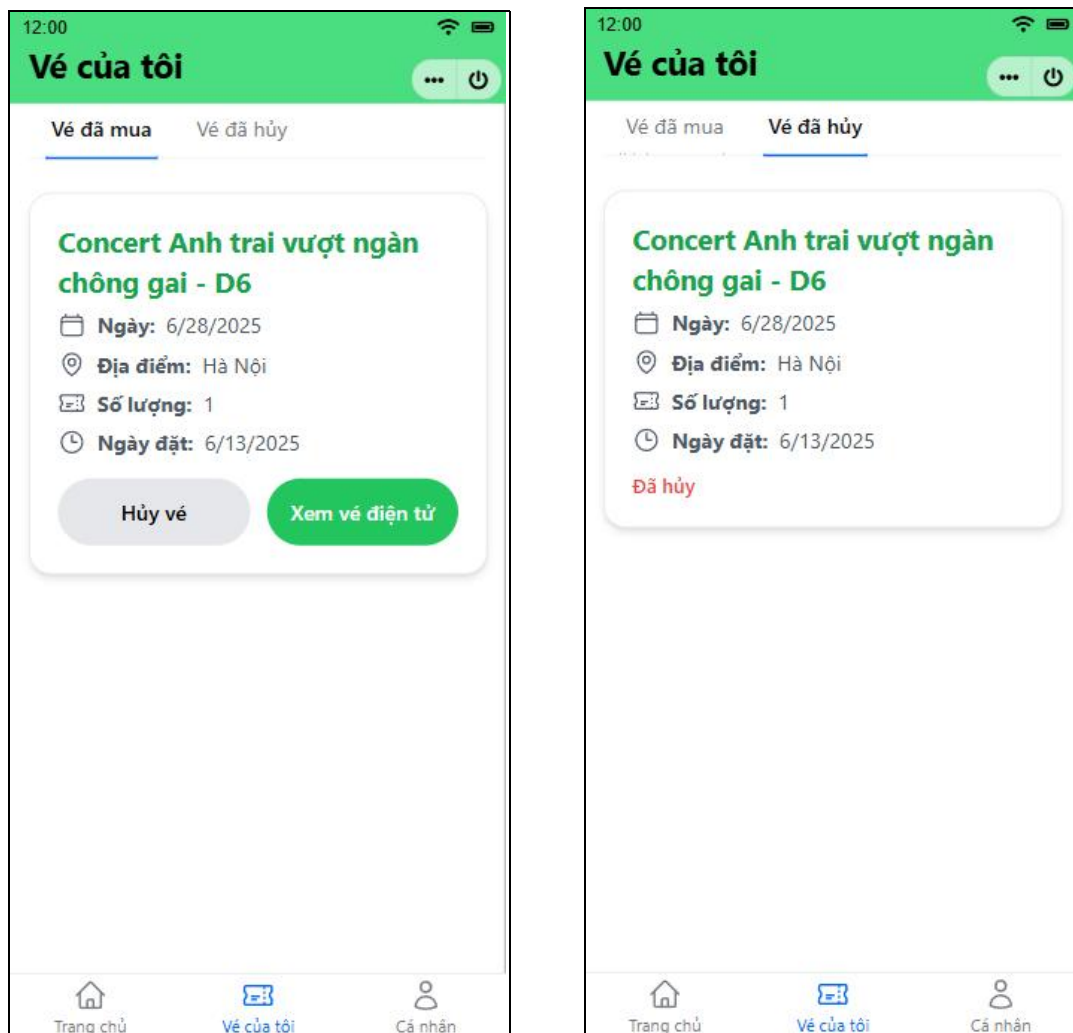 12:00
Vé của tôi
Vé đã mua
Vé đã hủy
Concert Anh trai vượt ngàn
chông gai - D6
Ngày: 6/28/2025
Địa điểm: Hà Nội
Số lượng: 1
Ngày đặt: 6/13/2025
Hủy vé
Xem vé điện tử
Trang chủ
Vé của tôi
Cá nhân
12:00
Vé của tôi
Vé đã mua
Vé đã hủy
Concert Anh trai vượt ngàn
chông gai - D6
Ngày: 6/28/2025
Địa điểm: Hà Nội
Số lượng: 1
Ngày đặt: 6/13/2025
Đã hủy
Trang chủ
Vé của tôi
Cá nhân